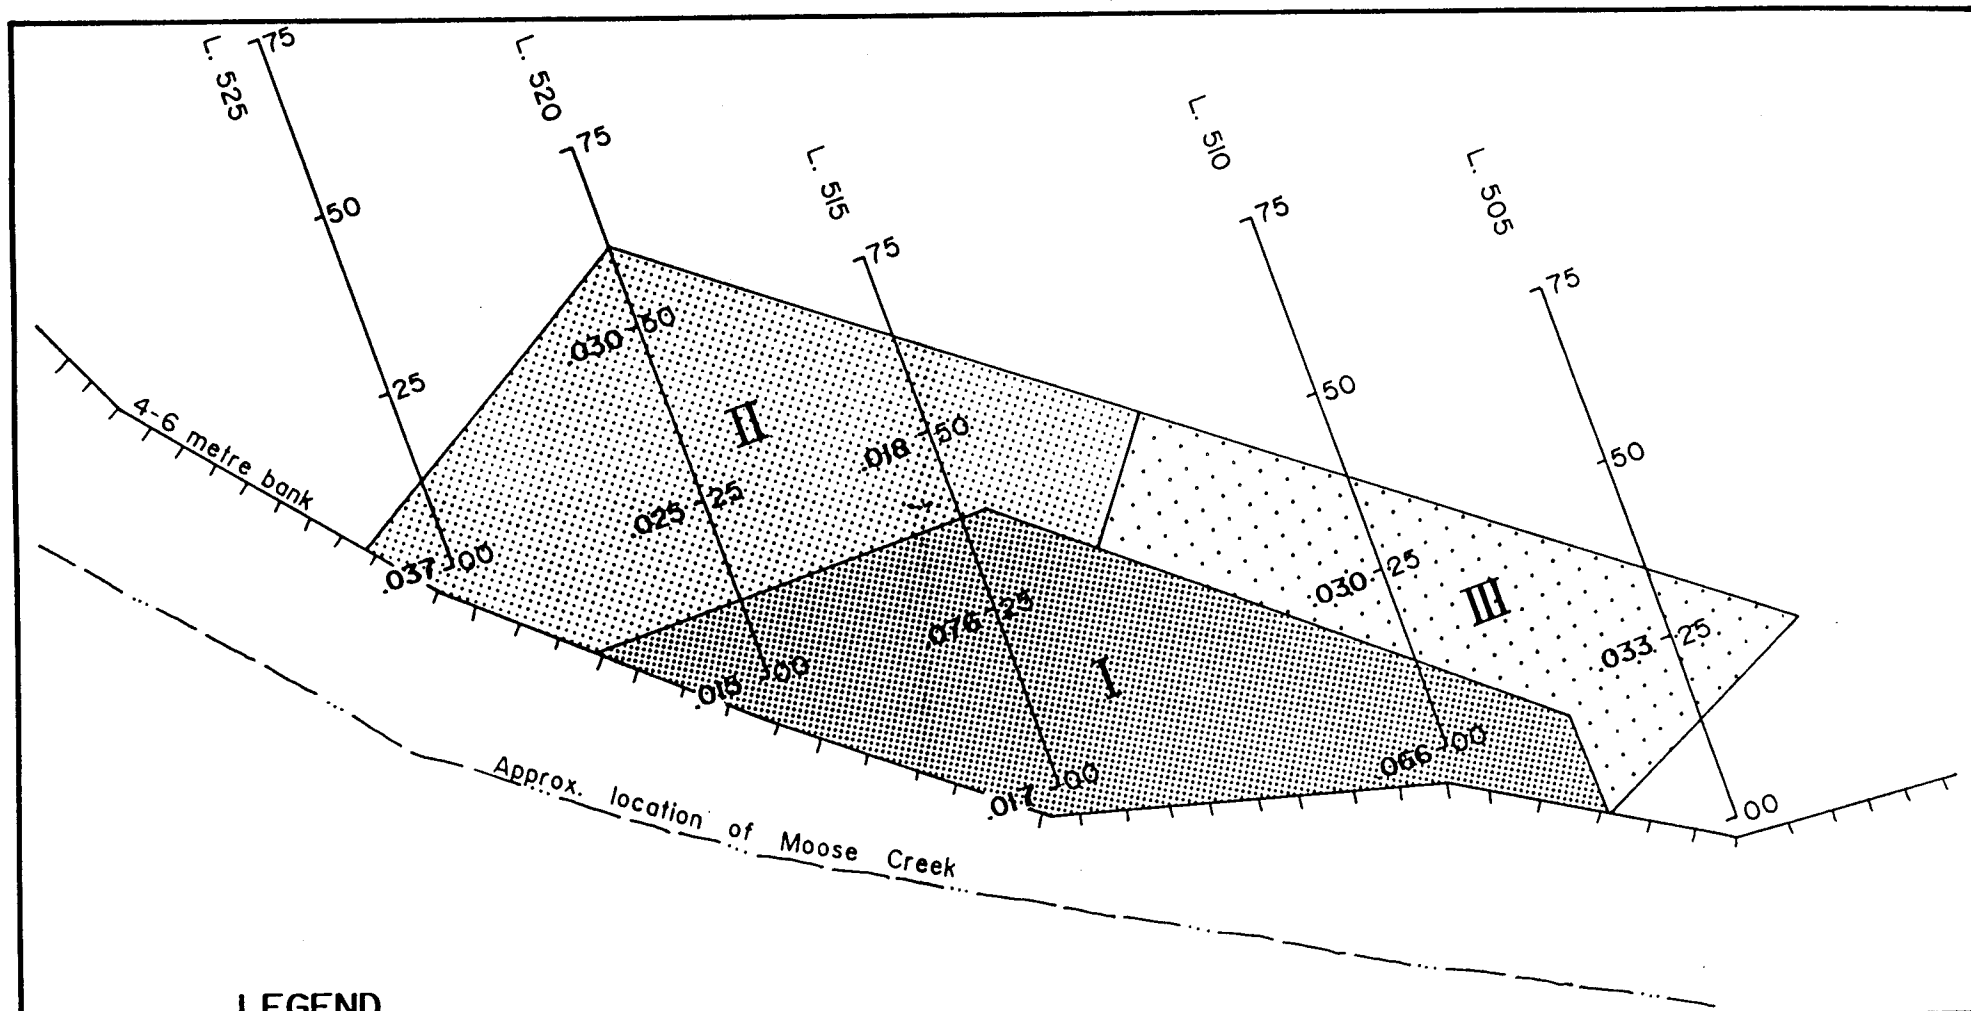 L. 525
75
50
25
.037 00
L. 520
75
.030 50
.025 25
.015 00
L. 515
75
.018 50
.076 25
.017 00
L. 510
75
50
.030 25
.066 00
L. 505
75
50
.033 25
00
II
I
III
4-6 metre bank
Approx. location of Moose Creek
LEGEND